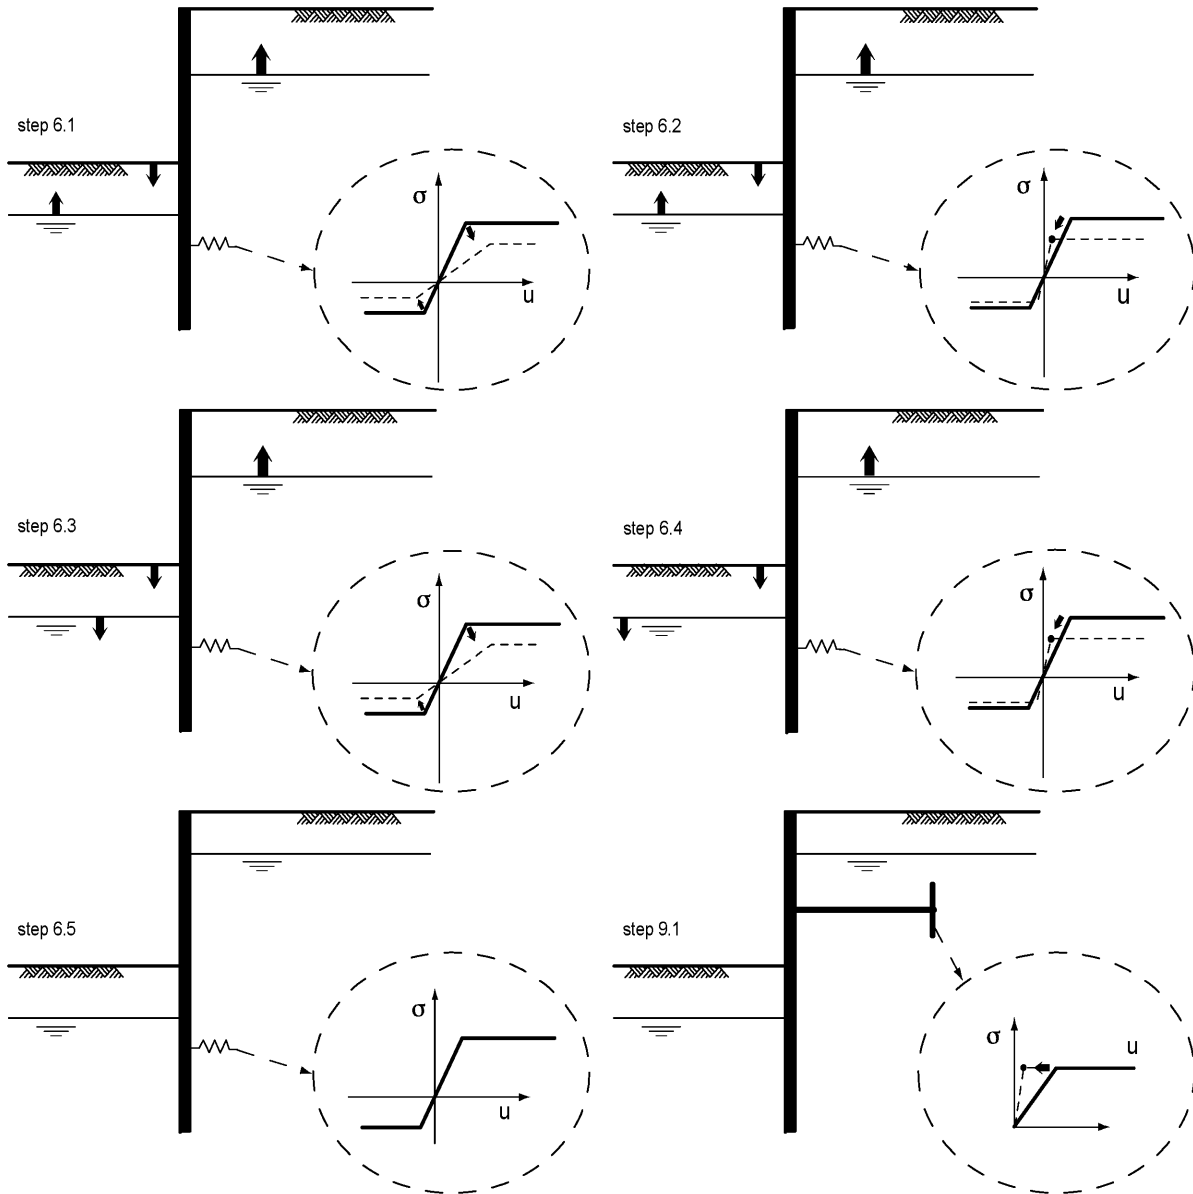 step 6.1
σ
u
step 6.2
σ
u
step 6.3
σ
u
step 6.4
σ
u
step 6.5
σ
u
step 9.1
σ
u